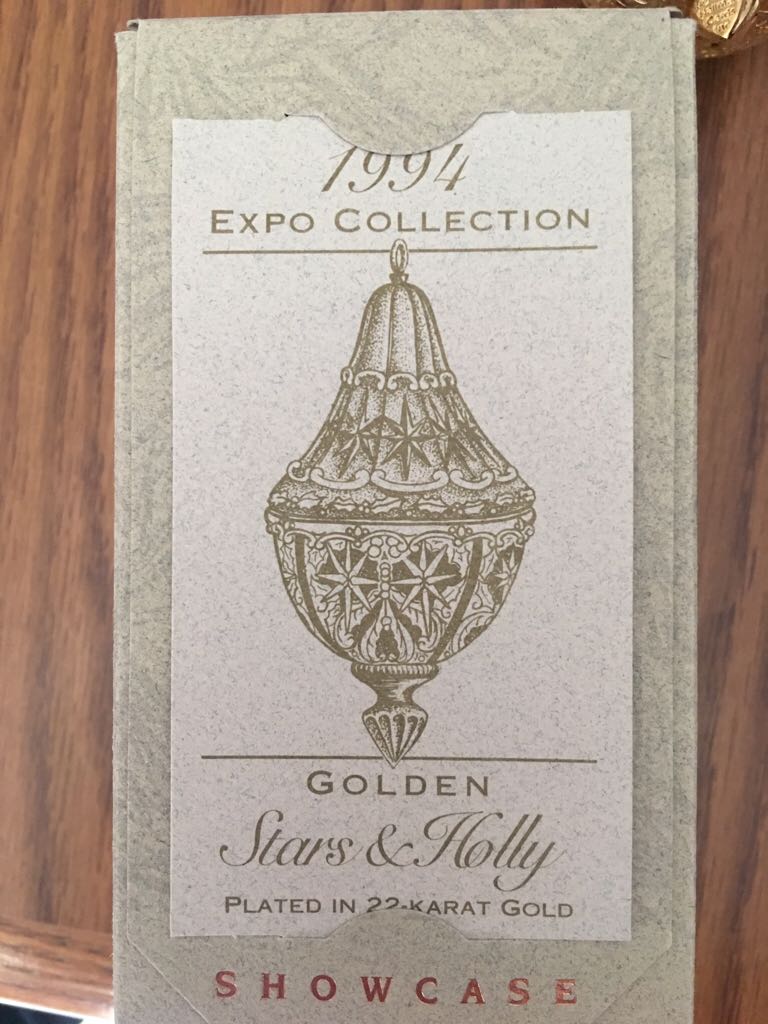 1994
EXPO COLLECTION
GOLDEN
Stars & Holly
PLATED IN 22-KARAT GOLD
SHOWCASE